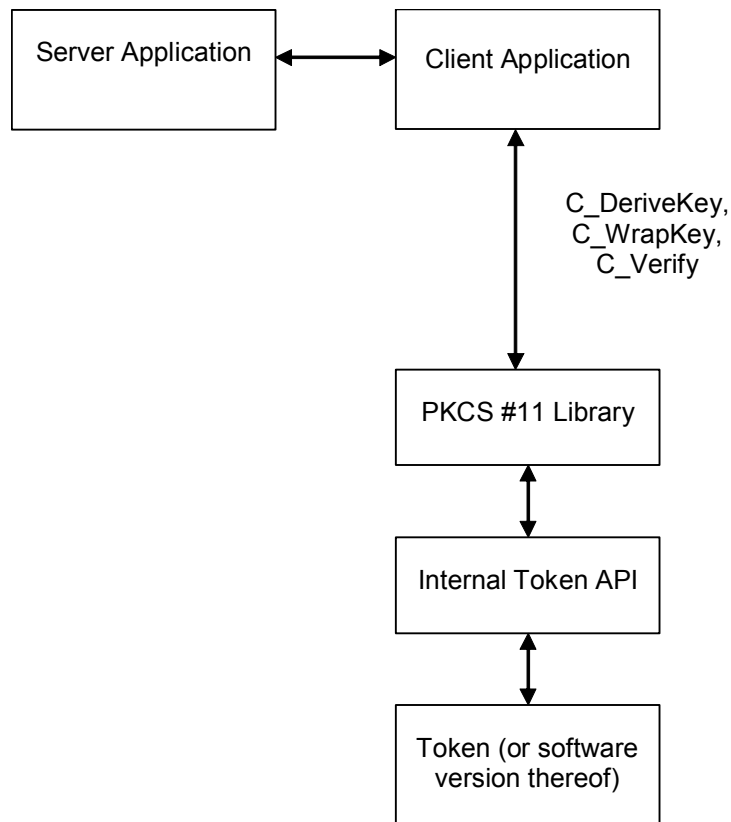 Server Application
Client Application
C_DeriveKey,
C_WrapKey,
C_Verify
PKCS #11 Library
Internal Token API
Token (or software
version thereof)